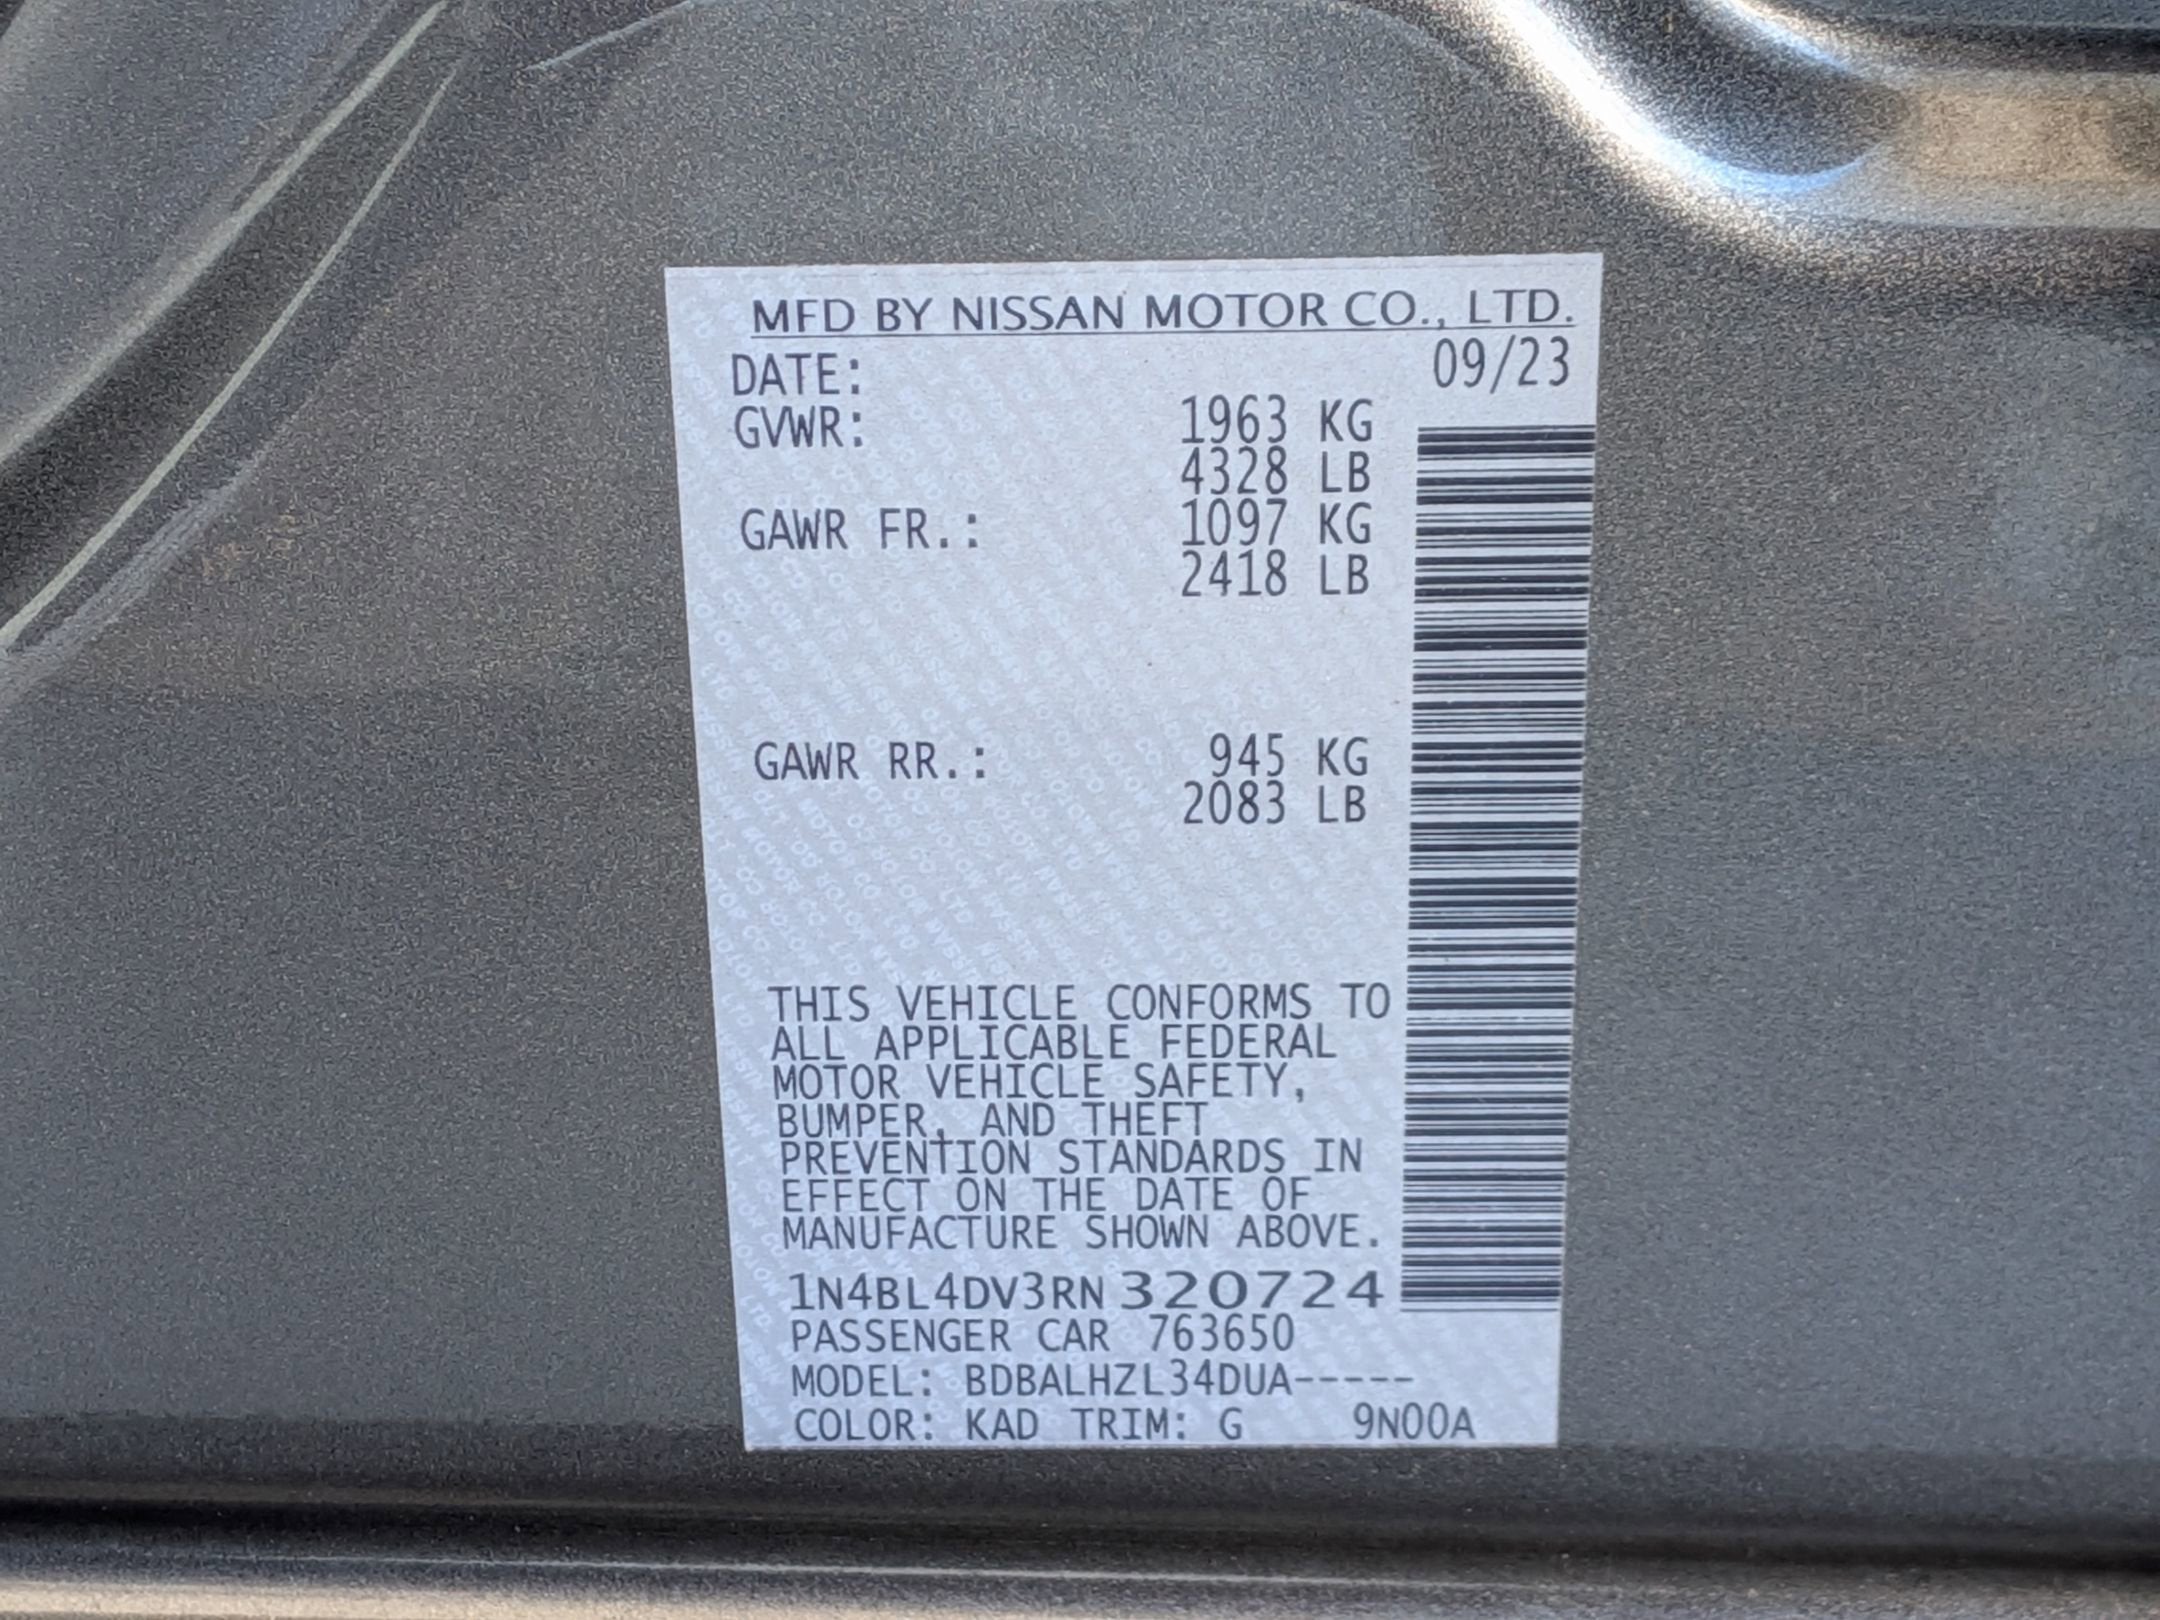 MFD BY NISSAN MOTOR CO., LTD.
DATE: 09/23
GVWR: 1963 KG
4328 LB
GAWR FR.: 1097 KG
2418 LB
GAWR RR.: 945 KG
2083 LB
THIS VEHICLE CONFORMS TO
ALL APPLICABLE FEDERAL
MOTOR VEHICLE SAFETY,
BUMPER, AND THEFT
PREVENTION STANDARDS IN
EFFECT ON THE DATE OF
MANUFACTURE SHOWN ABOVE.
1N4BL4DV3RN320724
PASSENGER CAR 763650
MODEL: BDBALHZL34DUA-----
COLOR: KAD TRIM: G 9N00A